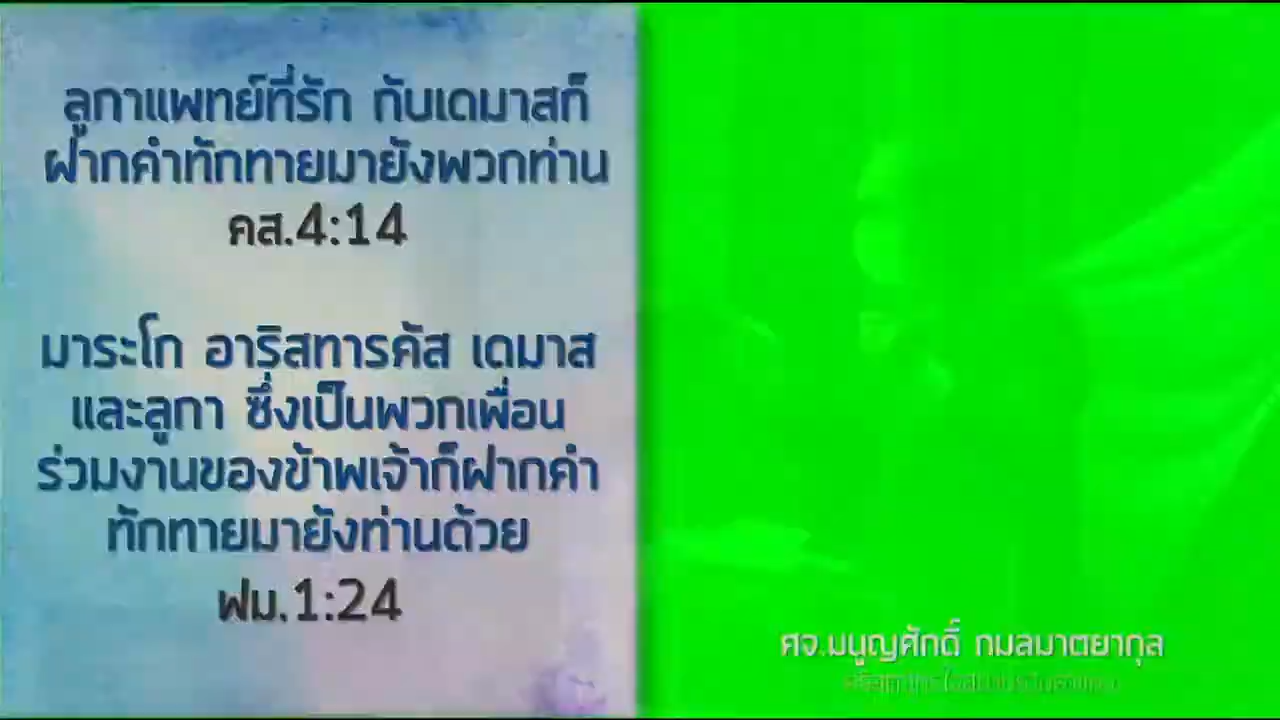 ลูกาแพทย์ที่รัก กับเดมาสก็
ฝากคำทักทายมายังพวกท่าน
คส.4:14
มาระโก อาริสทารคัส เดมาส
และลูกา ซึ่งเป็นพวกเพื่อน
ร่วมงานของข้าพเจ้าก็ฝากคำ
ทักทายมายังท่านด้วย
ฟม.1:24
ศจ.มนูญศักดิ์ กมลมาตยากุล